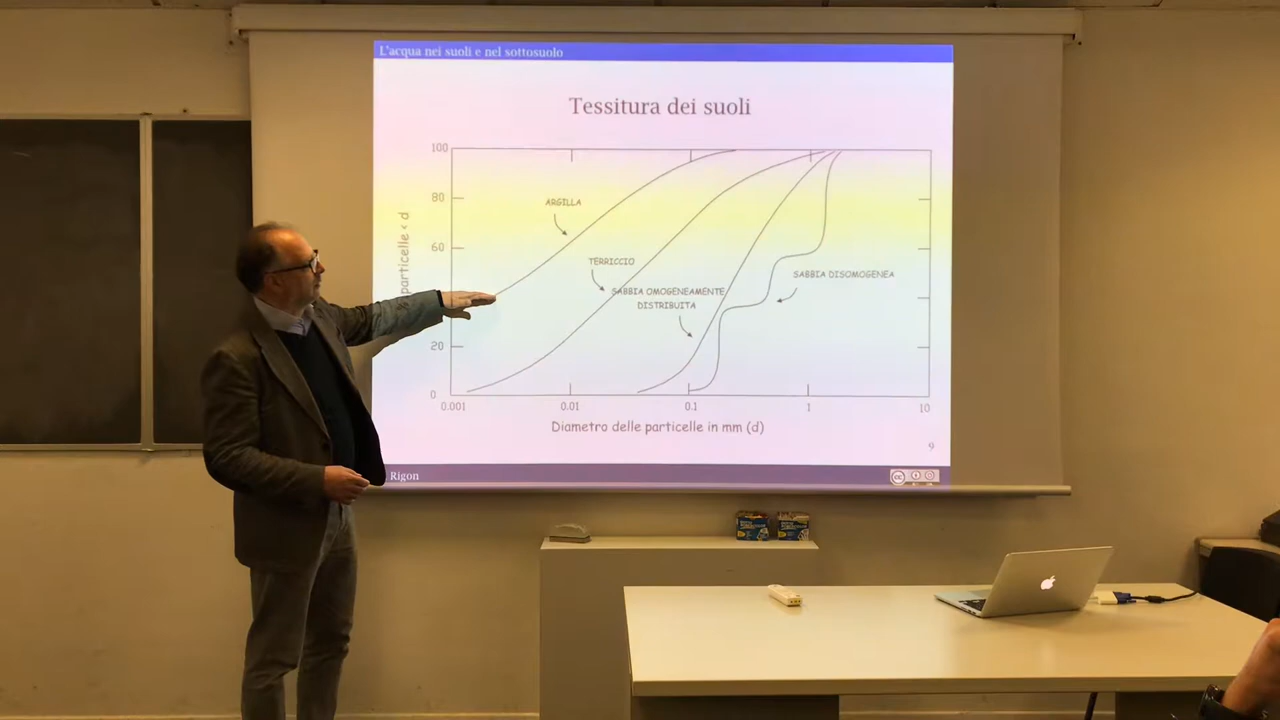 L'acqua nei suoli e nel sottosuolo
Tessitura dei suoli
100
80
60
20
0
particelle < d
ARGILLA
TERRICCIO
SABBIA OMOGENEAMENTE
DISTRIBUITA
SABBIA DISOMOGENEA
0.001
0.01
0.1
1
10
Diametro delle particelle in mm (d)
9
Rigon
cc